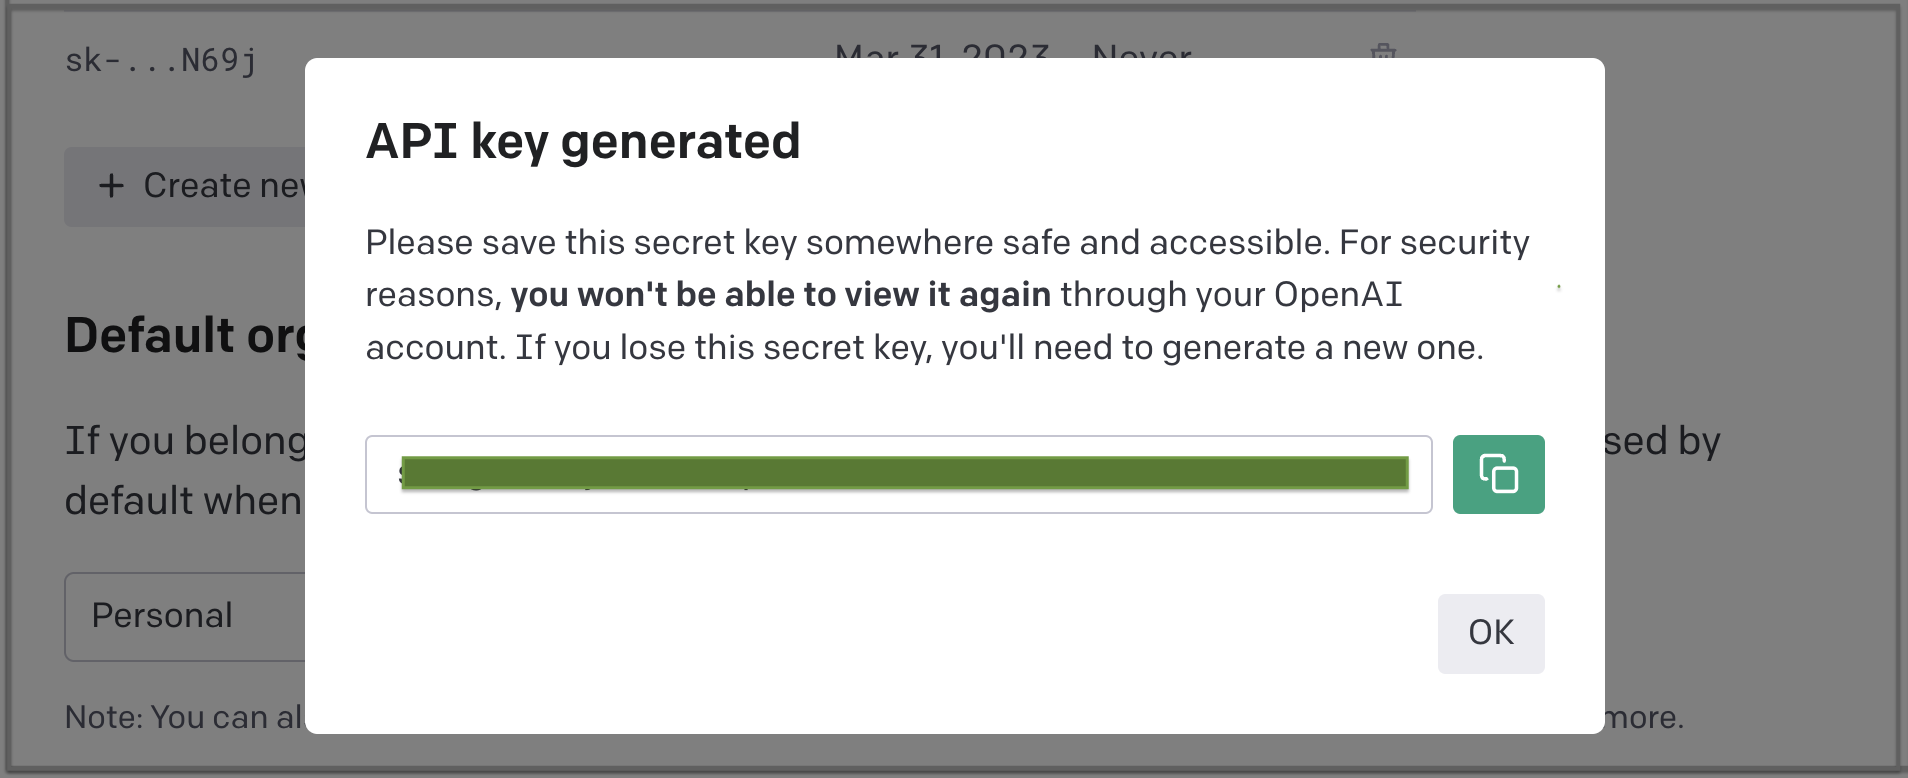 sk-...N69j
Mar 31, 2023 Never
+ Create new
API key generated
Please save this secret key somewhere safe and accessible. For security
reasons, you won't be able to view it again through your OpenAI
account. If you lose this secret key, you'll need to generate a new one.
OK
Default org
If you belong
sed by
default when
Personal
Note: You can al
more.